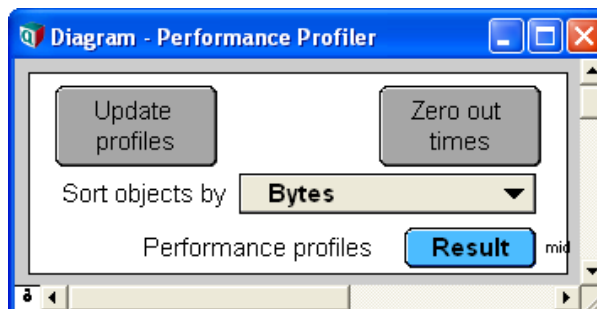 Diagram - Performance Profiler
Update
profiles
Zero out
times
Sort objects by Bytes
Performance profiles Result mid